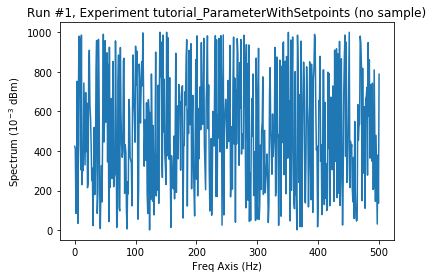 Run #1, Experiment tutorial_ParameterWithSetpoints (no sample)
1000
800
600
400
200
0
Spectrum (10⁻³ dBm)
0 100 200 300 400 500
Freq Axis (Hz)